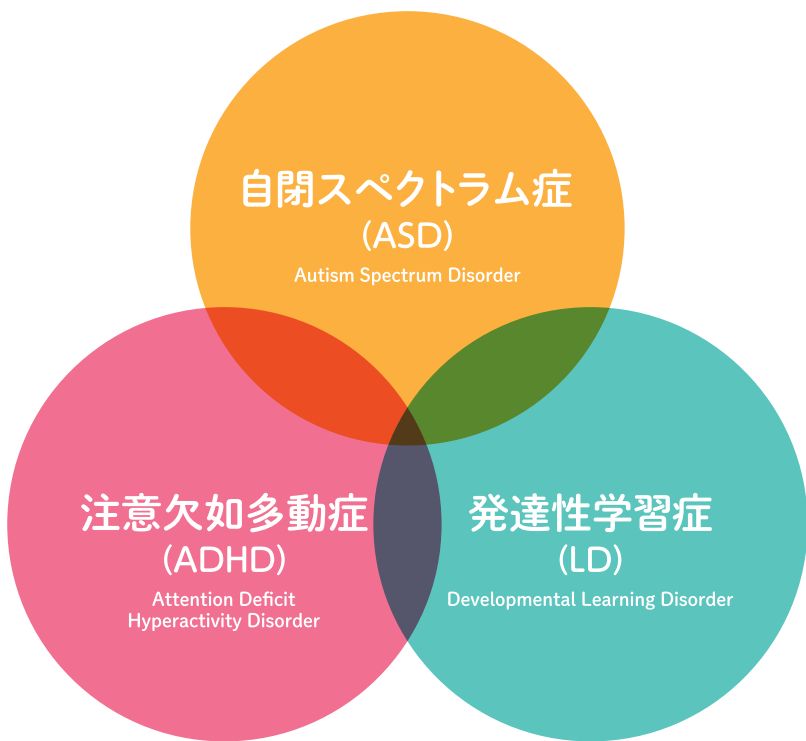 自閉スペクトラム症
(ASD)
Autism Spectrum Disorder
注意欠如多動症
(ADHD)
Attention Deficit
Hyperactivity Disorder
発達性学習症
(LD)
Developmental Learning Disorder